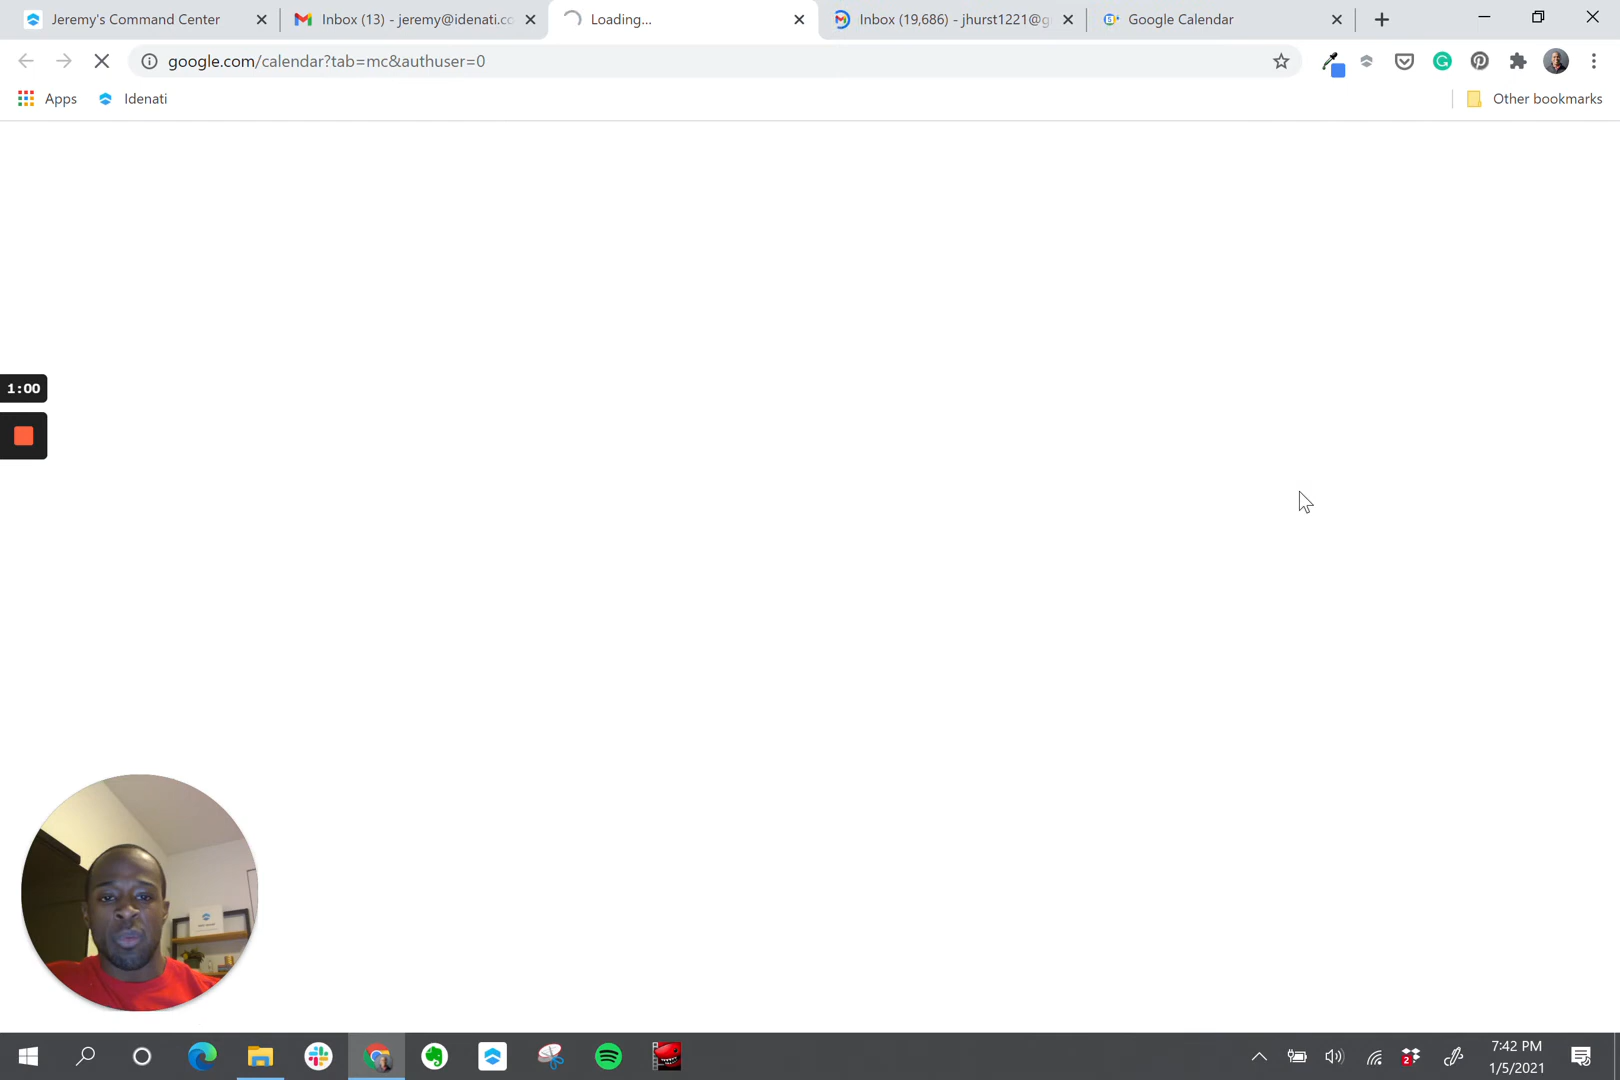 Jeremy's Command Center
Inbox (13) - jeremy@idenati.co
Loading...
Inbox (19,686) - jhurst1221@g
Google Calendar
google.com/calendar?tab=mc&authuser=0
Apps
Idenati
Other bookmarks
1:00
2
7:42 PM
1/5/2021